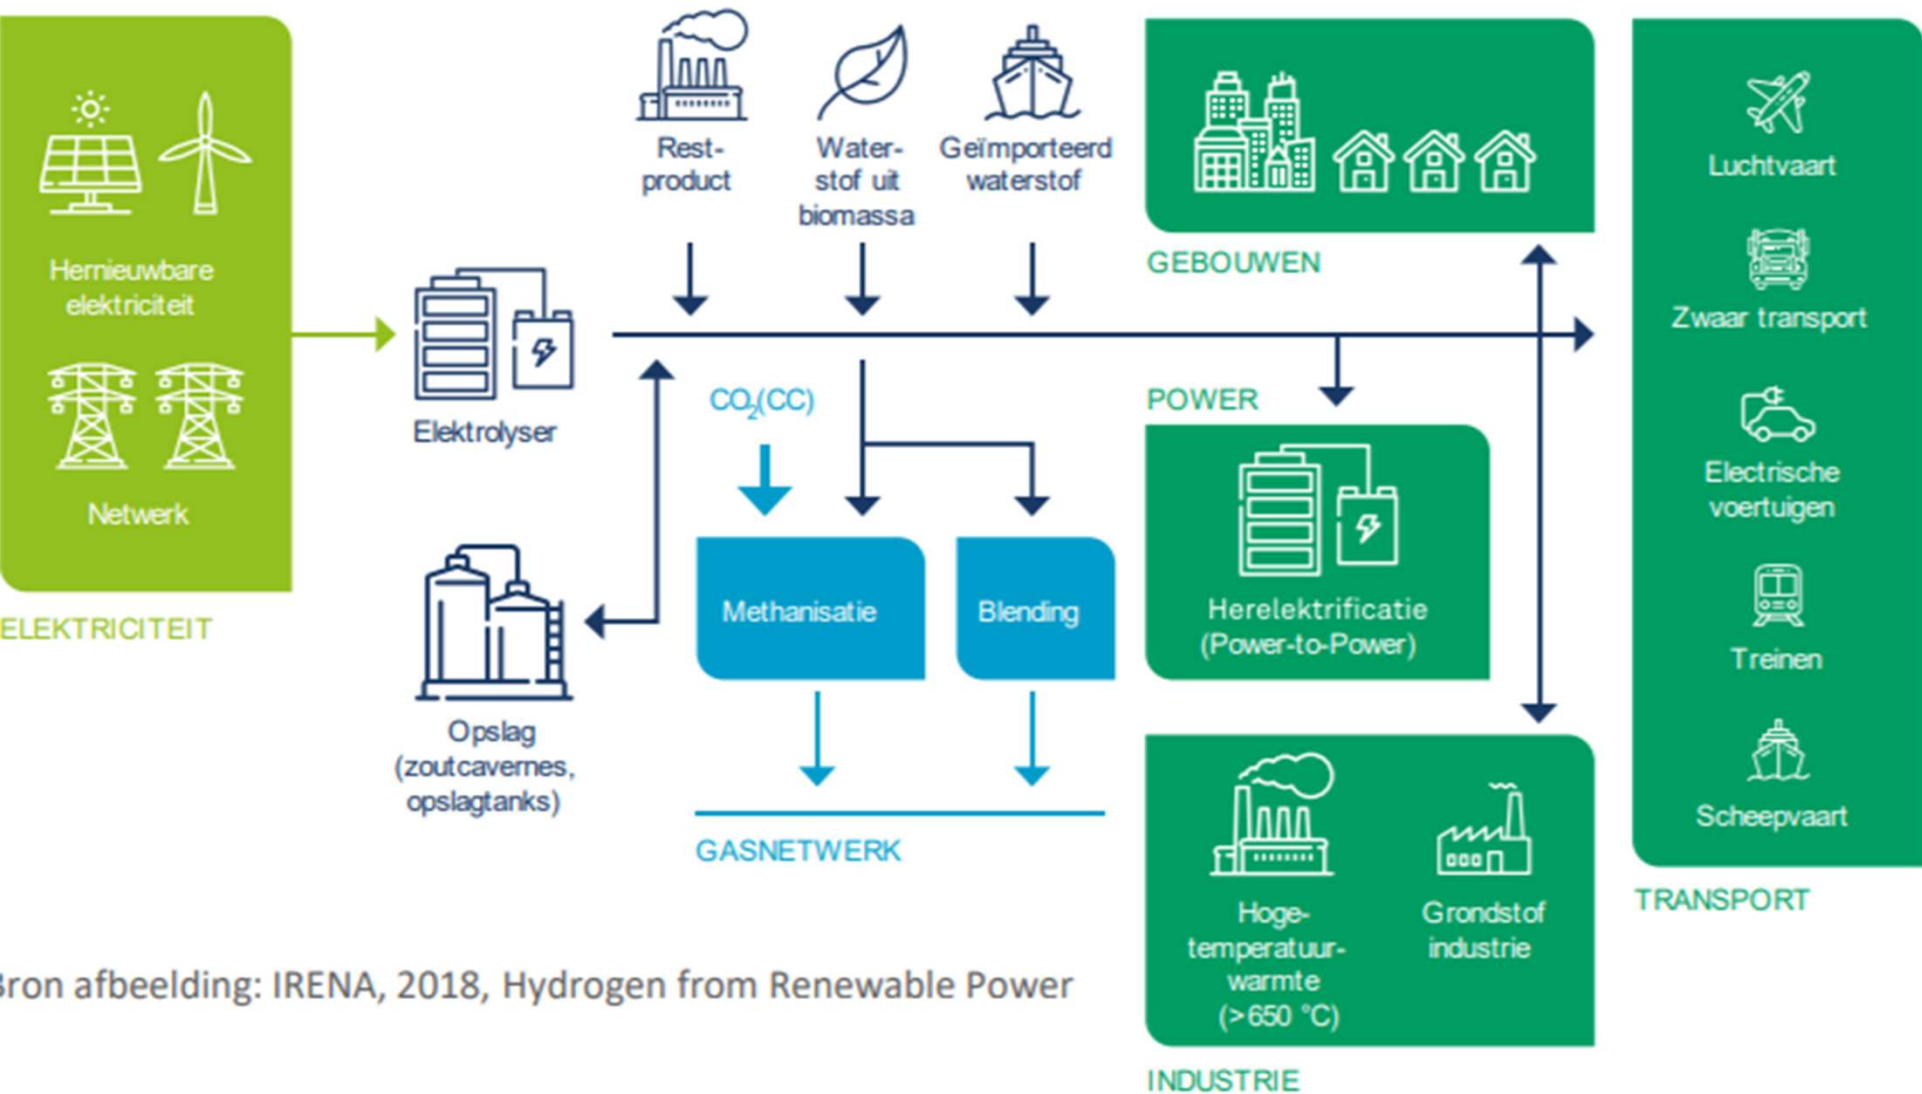 Hernieuwbare
elektriciteit
Netwerk
ELEKTRICITEIT
Elektrolyser
Opslag
(zoutcavernes,
opslagtanks)
Rest-
product
Water-
stof uit
biomassa
Geïmporteerd
waterstof
CO₂(CC)
Methanisatie
Blending
GASNETWERK
GEBOUWEN
POWER
Herelektrificatie
(Power-to-Power)
Hoge-
temperatuur-
warmte
(>650 °C)
Grondstof
industrie
INDUSTRIE
Luchtvaart
Zwaar transport
Electrische
voertuigen
Treinen
Scheepvaart
TRANSPORT
Bron afbeelding: IRENA, 2018, Hydrogen from Renewable Power